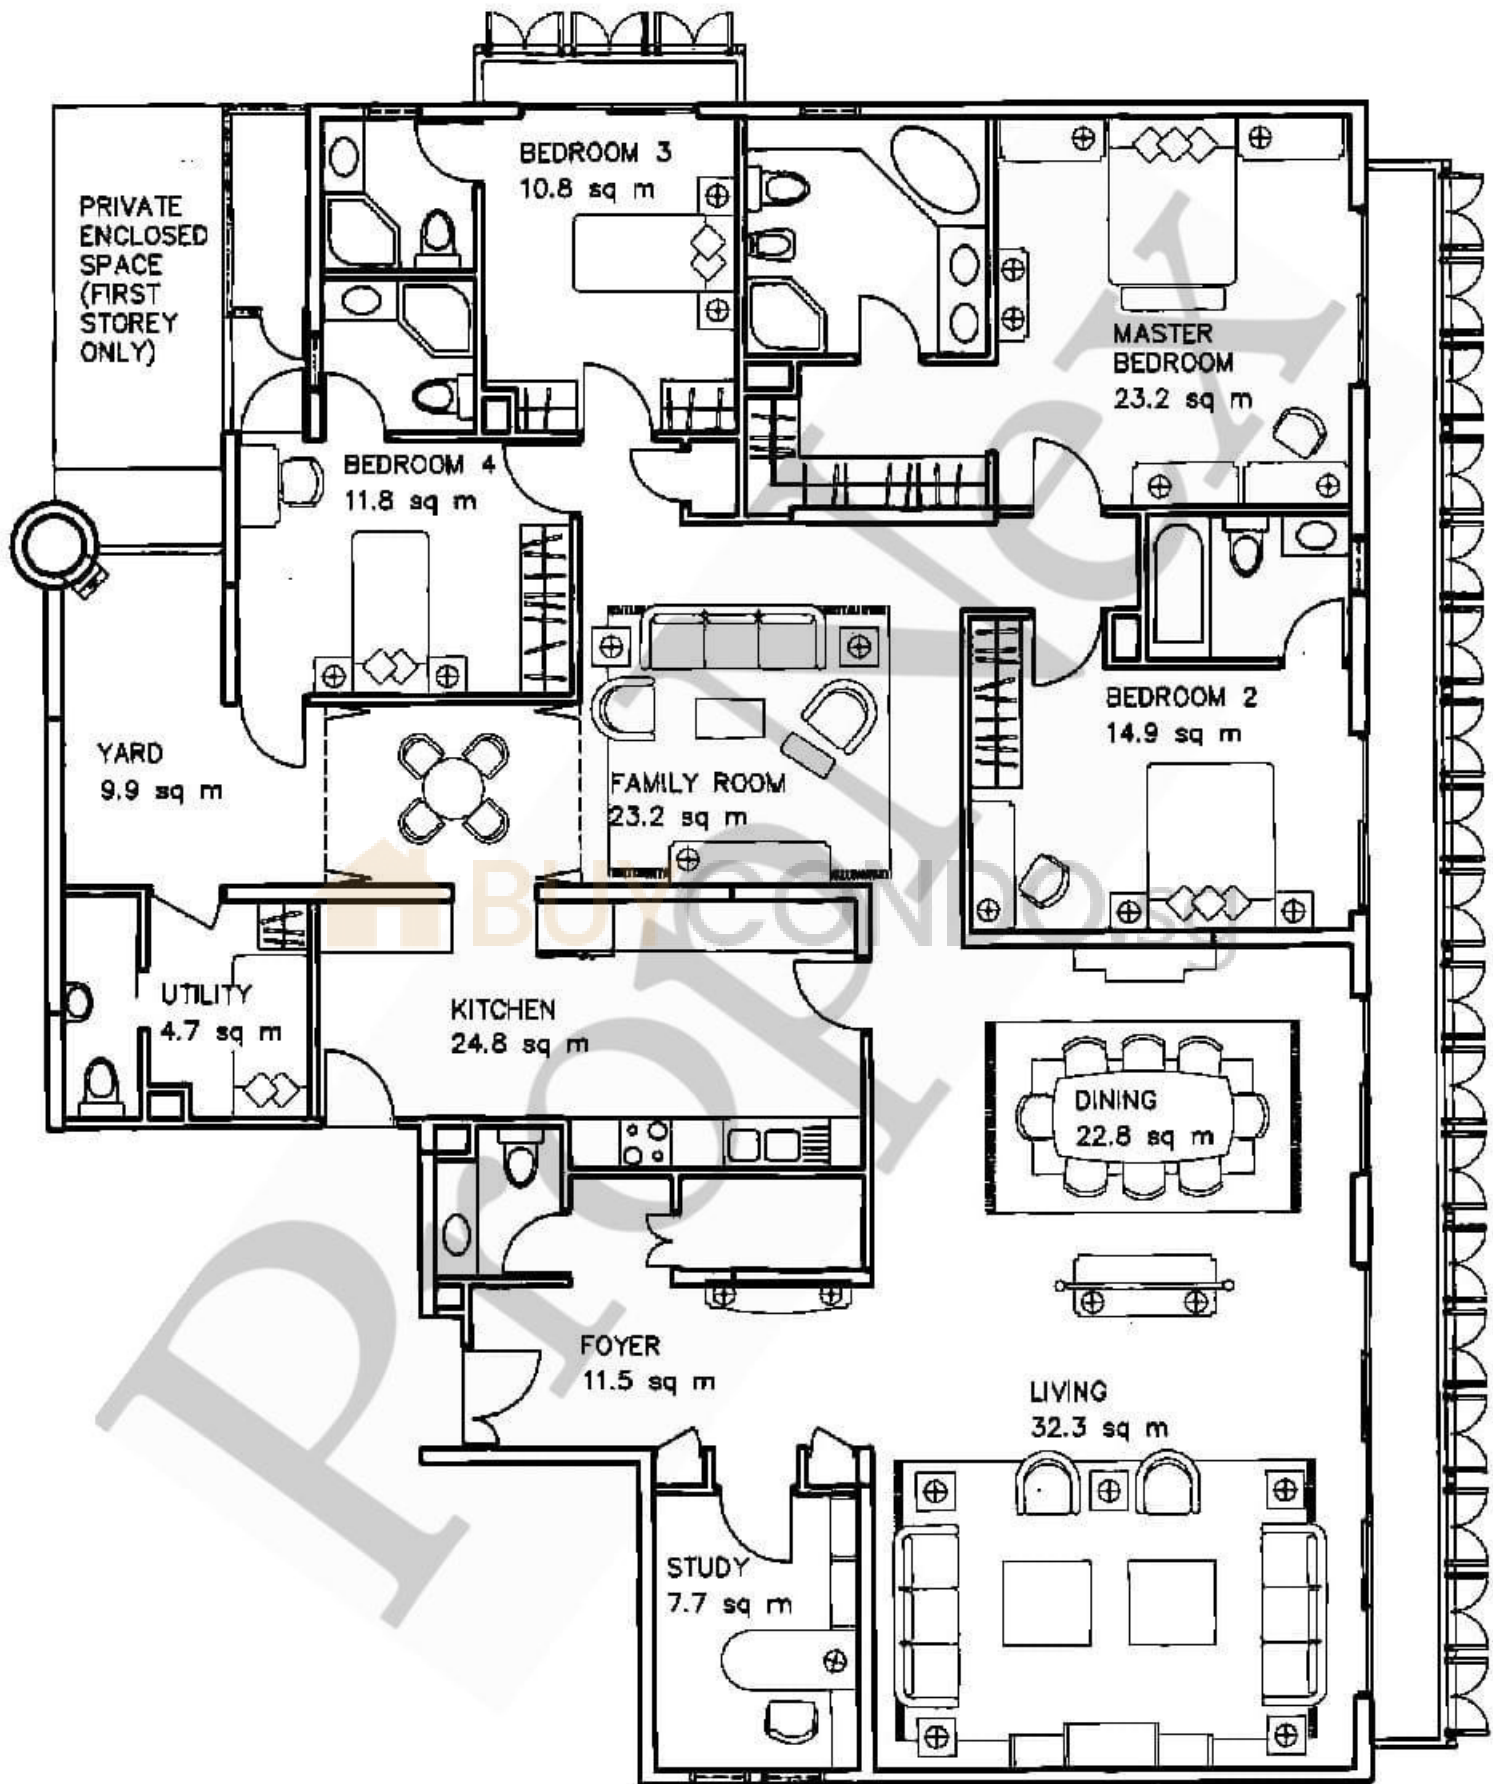 BEDROOM 3
10.8 sq m
PRIVATE
ENCLOSED
SPACE
(FIRST
STOREY
ONLY)
MASTER
BEDROOM
23.2 sq m
BEDROOM 4
11.8 sq m
BEDROOM 2
14.9 sq m
YARD
9.9 sq m
FAMILY ROOM
23.2 sq m
BUYCONDO.sg
UTILITY
4.7 sq m
KITCHEN
24.8 sq m
DINING
22.8 sq m
FOYER
11.5 sq m
LIVING
32.3 sq m
STUDY
7.7 sq m
PropNex